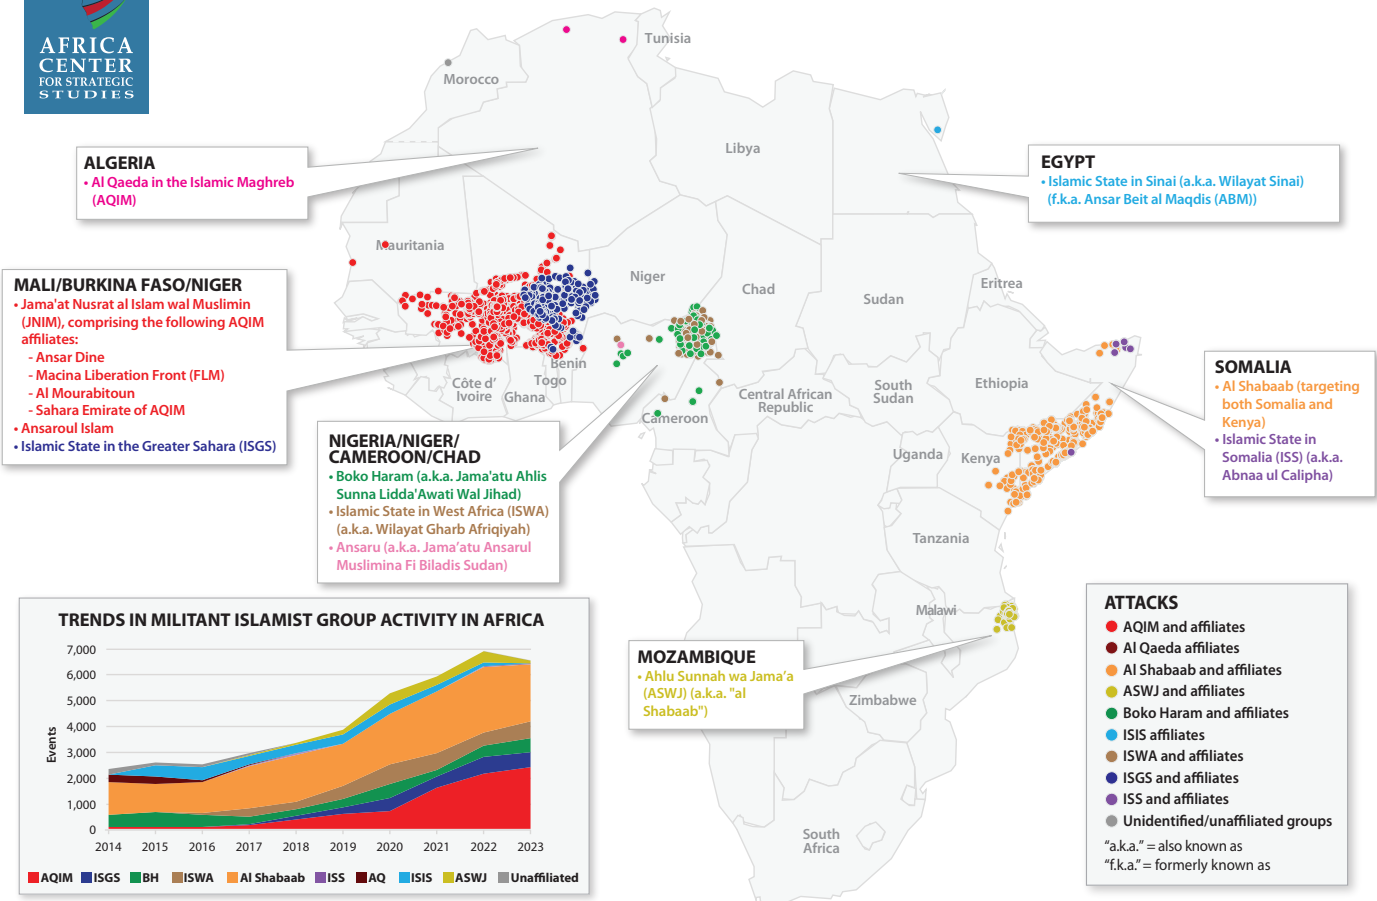 AFRICA
CENTER
FOR STRATEGIC
STUDIES
Tunisia
Morocco
Libya
ALGERIA
• Al Qaeda in the Islamic Maghreb
(AQIM)
EGYPT
• Islamic State in Sinai (a.k.a. Wilayat Sinai)
(f.k.a. Ansar Beit al Maqdis (ABM))
Mauritania
Niger
Chad
Sudan
Eritrea
MALI/BURKINA FASO/NIGER
• Jama'at Nusrat al Islam wal Muslimin
(JNIM), comprising the following AQIM
affiliates:
- Ansar Dine
- Macina Liberation Front (FLM)
- Al Mourabitoun
- Sahara Emirate of AQIM
• Ansaroul Islam
• Islamic State in the Greater Sahara (ISGS)
Benin
Togo
Côte d’
Ivoire
Ghana
Cameroon
Central African
Republic
South
Sudan
Ethiopia
Uganda
Kenya
SOMALIA
• Al Shabaab (targeting
both Somalia and
Kenya)
• Islamic State in
Somalia (ISS) (a.k.a.
Abnaa ul Calipha)
NIGERIA/NIGER/
CAMEROON/CHAD
• Boko Haram (a.k.a. Jama'atu Ahlis
Sunna Lidda'Awati Wal Jihad)
• Islamic State in West Africa (ISWA)
(a.k.a. Wilayat Gharb Afriqiyah)
• Ansaru (a.k.a. Jama’atu Ansarul
Muslimina Fi Biladis Sudan)
Tanzania
Malawi
MOZAMBIQUE
• Ahlu Sunnah wa Jama'a
(ASWJ) (a.k.a. "al
Shabaab")
Zimbabwe
South
Africa
TRENDS IN MILITANT ISLAMIST GROUP ACTIVITY IN AFRICA
Events
7,000
6,000
5,000
4,000
3,000
2,000
1,000
0
2014 2015 2016 2017 2018 2019 2020 2021 2022 2023
AQIM ISGS BH ISWA Al Shabaab ISS AQ ISIS ASWJ Unaffiliated
ATTACKS
AQIM and affiliates
Al Qaeda affiliates
Al Shabaab and affiliates
ASWJ and affiliates
Boko Haram and affiliates
ISIS affiliates
ISWA and affiliates
ISGS and affiliates
ISS and affiliates
Unidentified/unaffiliated groups
“a.k.a.” = also known as
“f.k.a.” = formerly known as